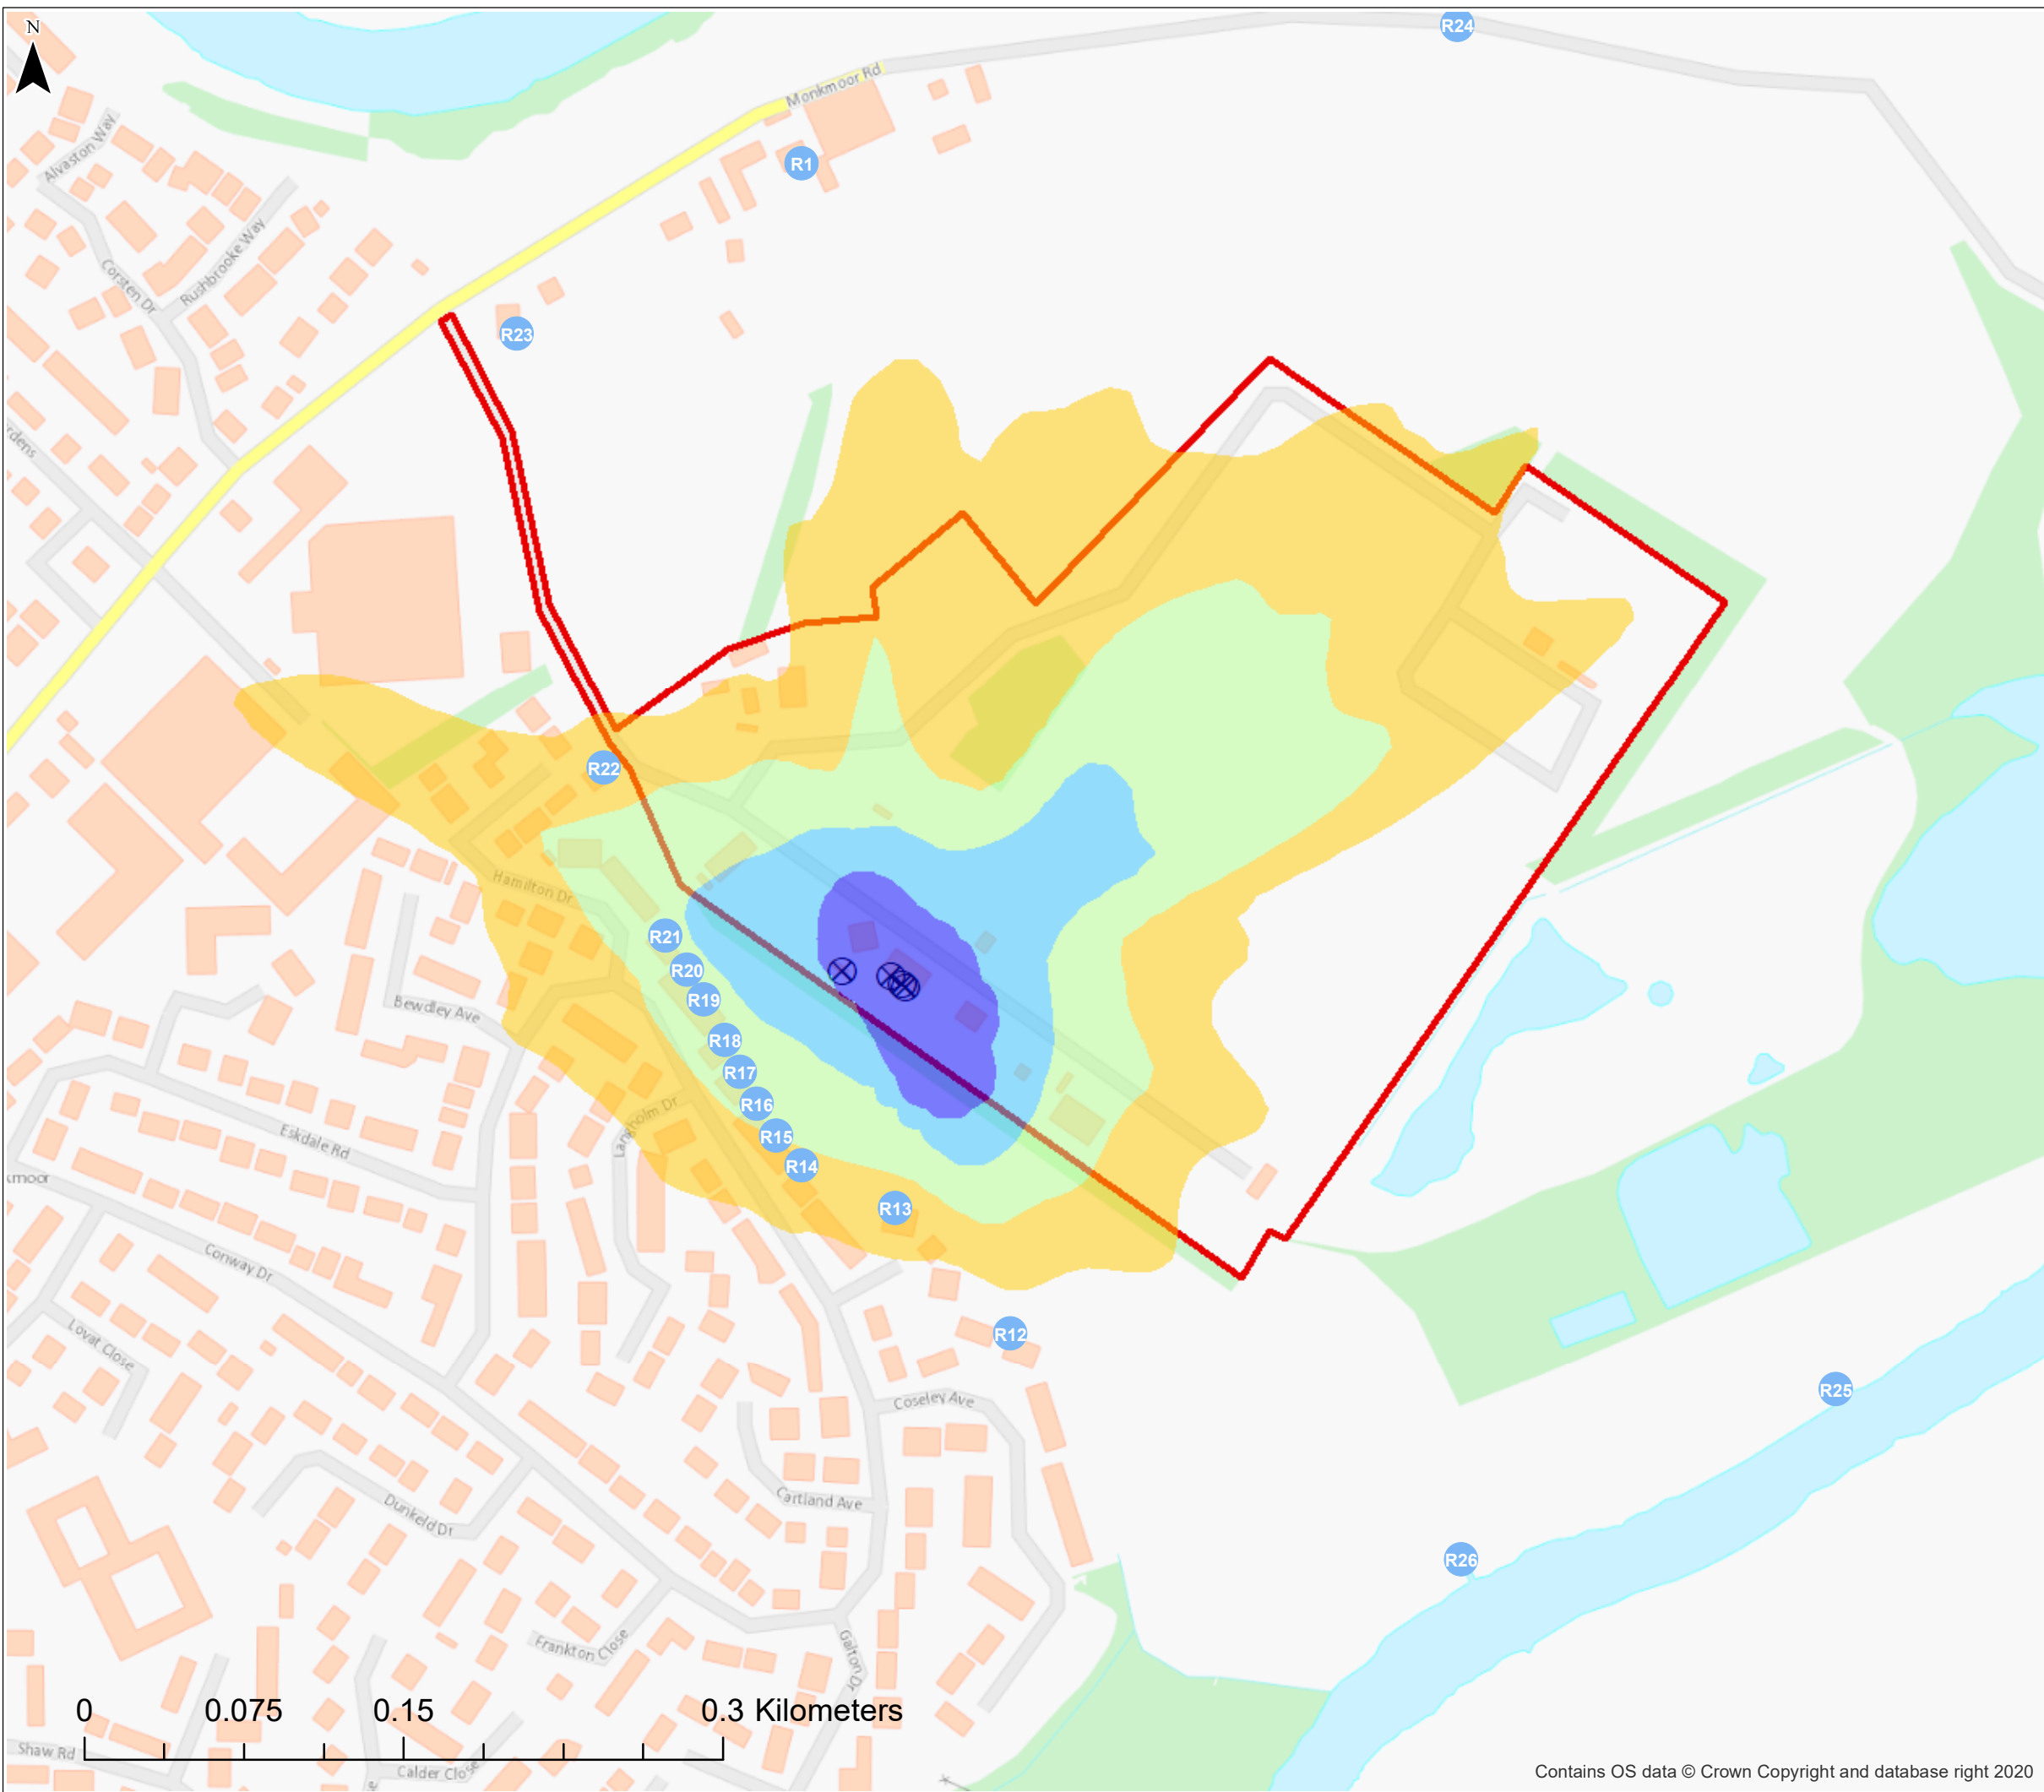 N
R24
Monkmoor Rd
R1
Alvaston Way
Rushbrooke Way
Corsten Dr
R23
rdens
R22
Hamilton Dr
R21
R20
R19
Bewdley Ave
R18
R17
R16
Langholm Dr
R15
Eskdale Rd
R14
kmoor
R13
Conway Dr
R12
Lovat Close
R25
Coseley Ave
Cartland Ave
Dunkeld Dr
R26
Frankton Close
Galton Dr
0 0.075 0.15 0.3 Kilometers
Shaw Rd
Calder Close
Contains OS data © Crown Copyright and database right 2020